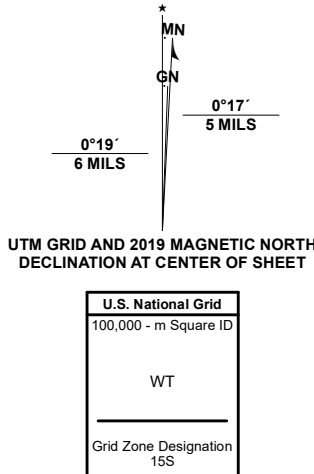 MN
GN
0°17´
5 MILS
0°19´
6 MILS
UTM GRID AND 2019 MAGNETIC NORTH
DECLINATION AT CENTER OF SHEET
U.S. National Grid
100,000 - m Square ID
WT
Grid Zone Designation
15S